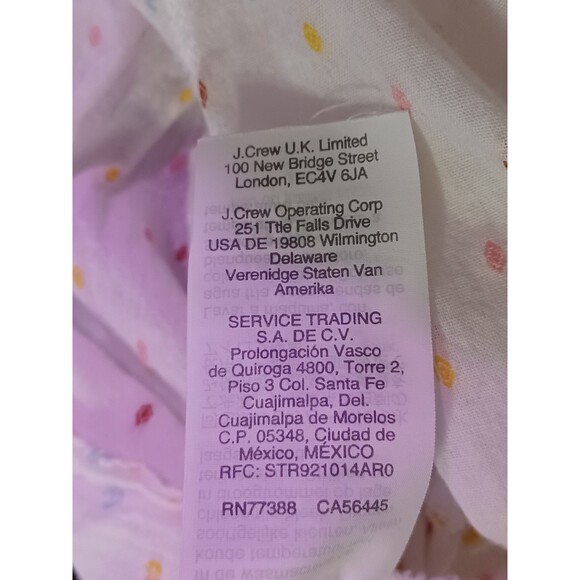 J.Crew U.K. Limited
100 New Bridge Street
London, EC4V 6JA
J.Crew Operating Corp
251 Ttle Falls Drive
USA DE 19808 Wilmington
Delaware
Verenidge Staten Van
Amerika
SERVICE TRADING
S.A. DE C.V.
Prolongación Vasco
de Quiroga 4800, Torre 2,
Piso 3 Col. Santa Fe
Cuajimalpa, Del.
Cuajimalpa de Morelos
C.P. 05348, Ciudad de
México, MÉXICO
RFC: STR921014AR0
RN77388 CA56445